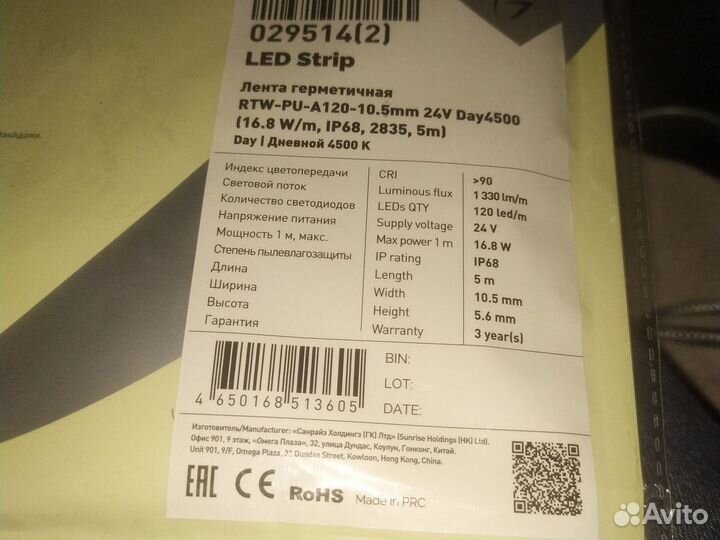 029514(2)
LED Strip
Лента герметичная
RTW-PU-A120-10.5mm 24V Day4500
(16.8 W/m, IP68, 2835, 5m)
Day | Дневной 4500 K
МакАдама.
Индекс цветопередачи CRI >90
Световой поток Luminous flux 1 330 lm/m
Количество светодиодов LEDs QTY 120 led/m
Напряжение питания Supply voltage 24 V
Мощность 1 м, макс. Max power 1 m 16.8 W
Степень пылевлагозащиты IP rating IP68
Длина Length 5 m
Ширина Width 10.5 mm
Высота Height 5.6 mm
Гарантия Warranty 3 year(s)
4 650168 513605
BIN:
LOT:
DATE:
Изготовитель/Manufacturer: «Санрайз Холдингз (ГК) Лтд» (Sunrise Holdings (HK) Ltd).
Офис 901, 9 этаж, «Омега Плаза», 32, улица Дундас, Коулун, Гонконг, Китай.
Unit 901, 9/F, Omega Plaza, 32 Dundas Street, Kowloon, Hong Kong, China.
EAC CE RoHS Made in PRC
Avito